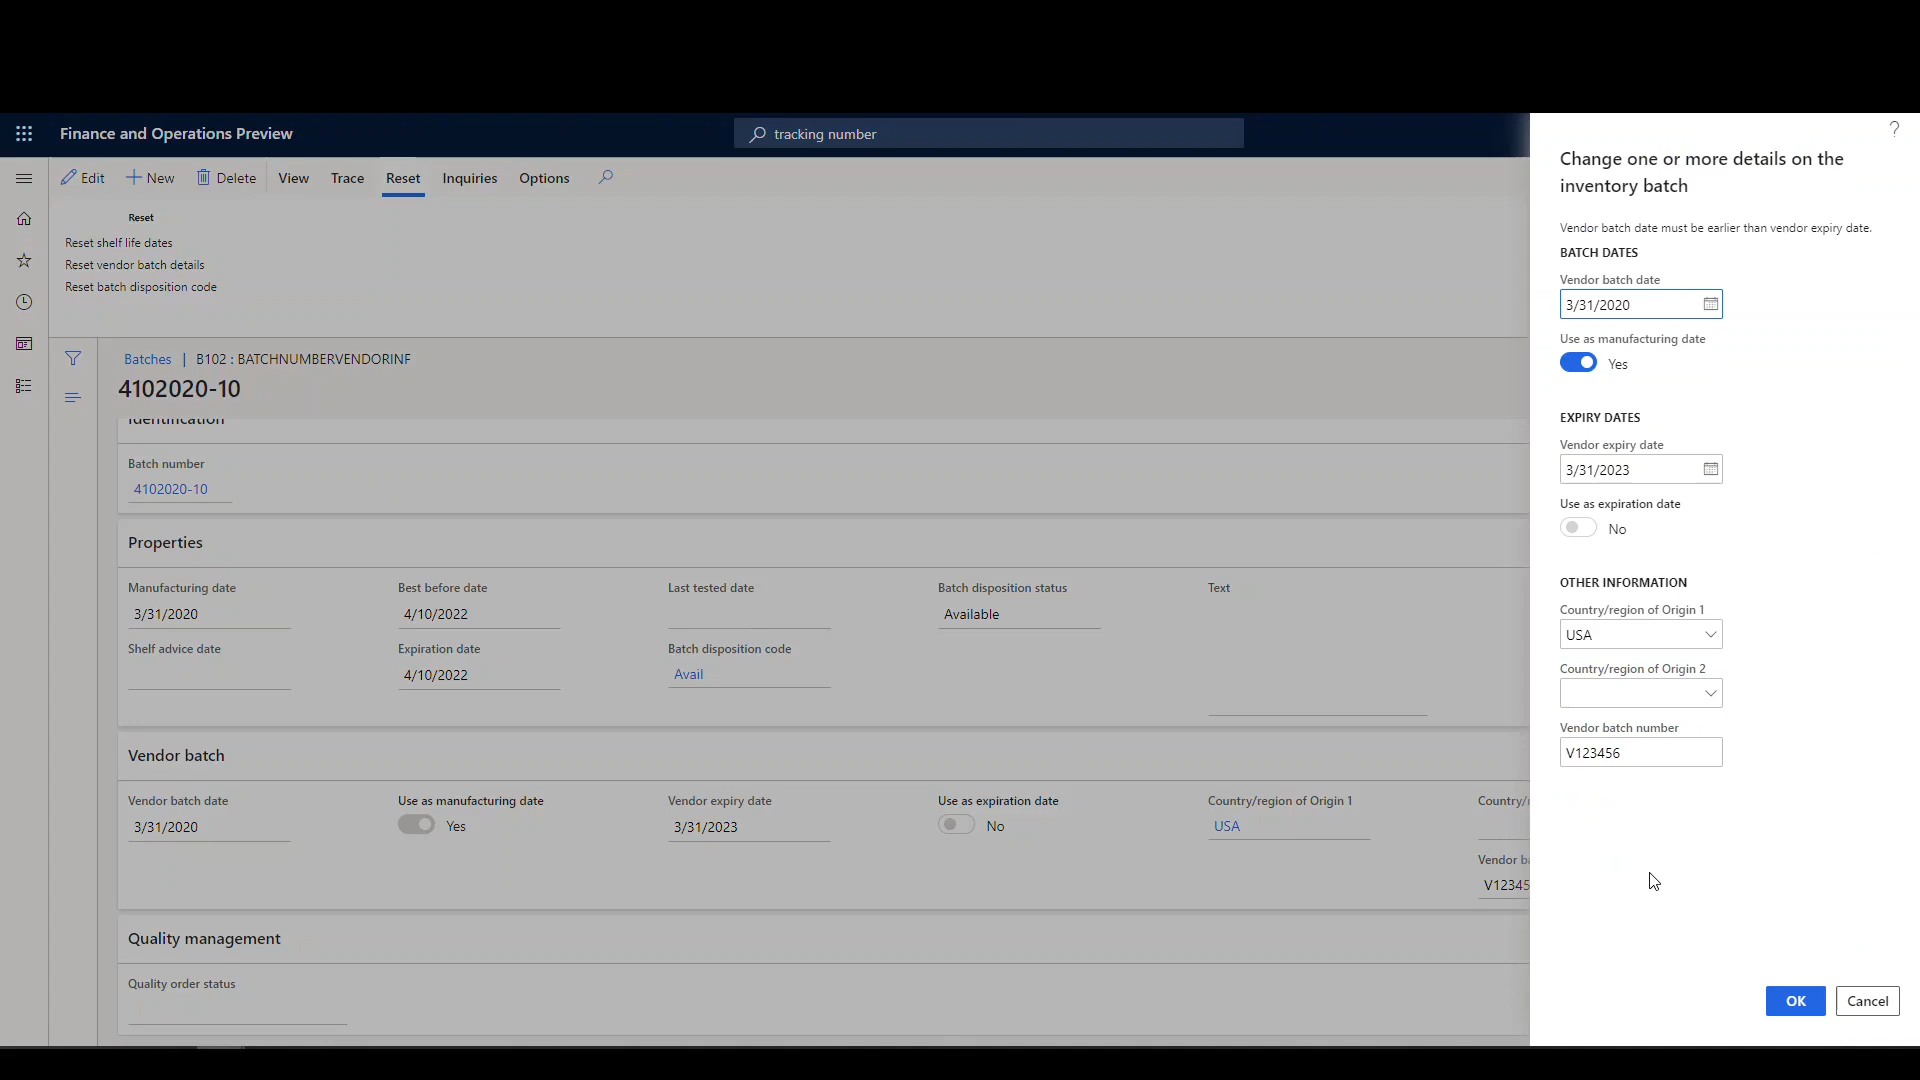 Finance and Operations Preview
tracking number
?
Edit
New
Delete
View
Trace
Reset
Inquiries
Options
Reset
Reset shelf life dates
Reset vendor batch details
Reset batch disposition code
Batches | B102 : BATCHNUMBERVENDORINF
4102020-10
Identification
Batch number
4102020-10
Properties
Manufacturing date
3/31/2020
Best before date
4/10/2022
Last tested date
Batch disposition status
Available
Text
Shelf advice date
Expiration date
4/10/2022
Batch disposition code
Avail
Vendor batch
Vendor batch date
3/31/2020
Use as manufacturing date
Yes
Vendor expiry date
3/31/2023
Use as expiration date
No
Country/region of Origin 1
USA
Country/r
Vendor b
V12345
Quality management
Quality order status
Change one or more details on the
inventory batch
Vendor batch date must be earlier than vendor expiry date.
BATCH DATES
Vendor batch date
3/31/2020
Use as manufacturing date
Yes
EXPIRY DATES
Vendor expiry date
3/31/2023
Use as expiration date
No
OTHER INFORMATION
Country/region of Origin 1
USA
Country/region of Origin 2
Vendor batch number
V123456
OK
Cancel